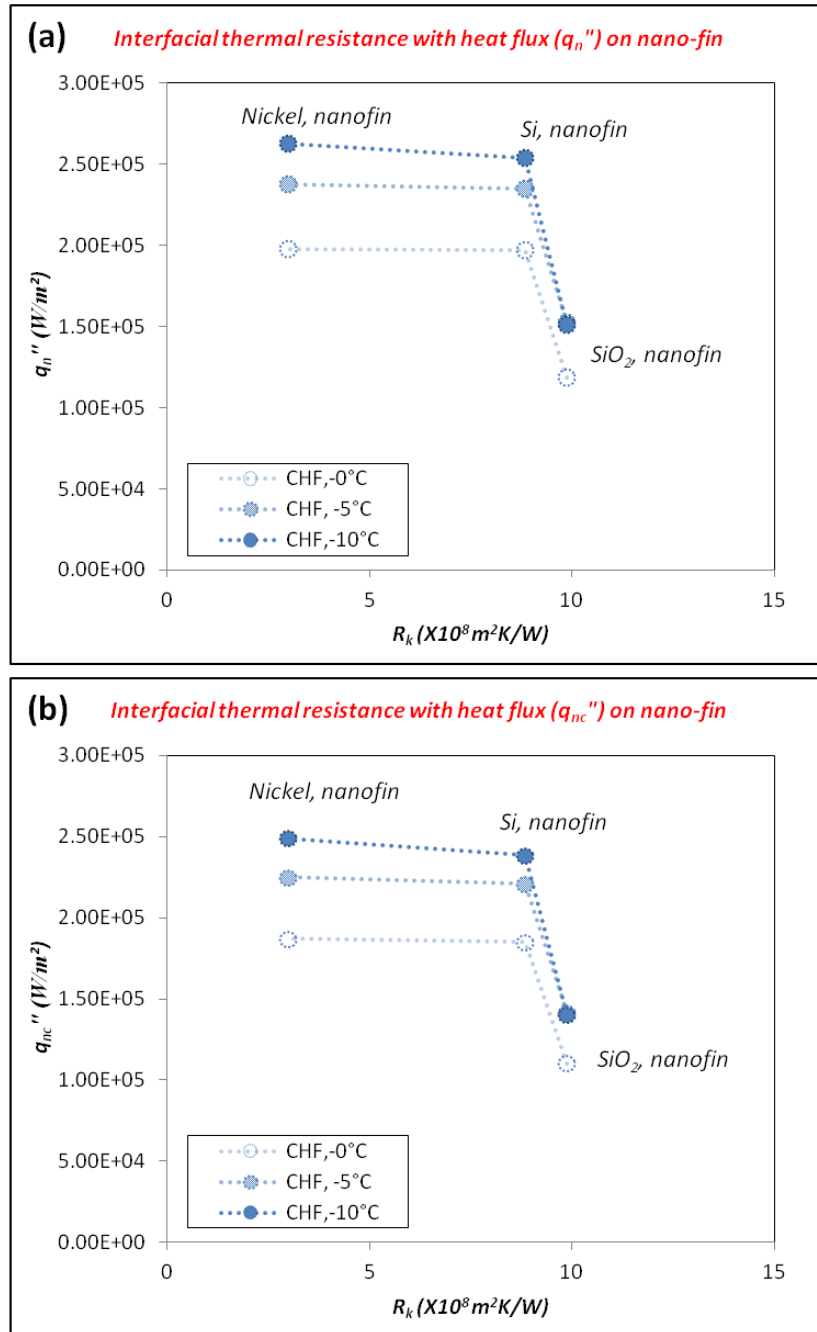 (a) Interfacial thermal resistance with heat flux (qn'') on nano-fin
3.00E+05
Nickel, nanofin
Si, nanofin
2.50E+05
2.00E+05
qn'' (W/m²)
1.50E+05
SiO2, nanofin
1.00E+05
CHF,-0°C
5.00E+04
CHF, -5°C
CHF,-10°C
0.00E+00
0 5 10 15
Rk (X10⁸ m²K/W)
(b) Interfacial thermal resistance with heat flux (qnc'') on nano-fin
3.00E+05
Nickel, nanofin
Si, nanofin
2.50E+05
2.00E+05
qnc'' (W/m²)
1.50E+05
SiO2, nanofin
1.00E+05
CHF,-0°C
5.00E+04
CHF, -5°C
CHF,-10°C
0.00E+00
0 5 10 15
Rk (X10⁸ m²K/W)